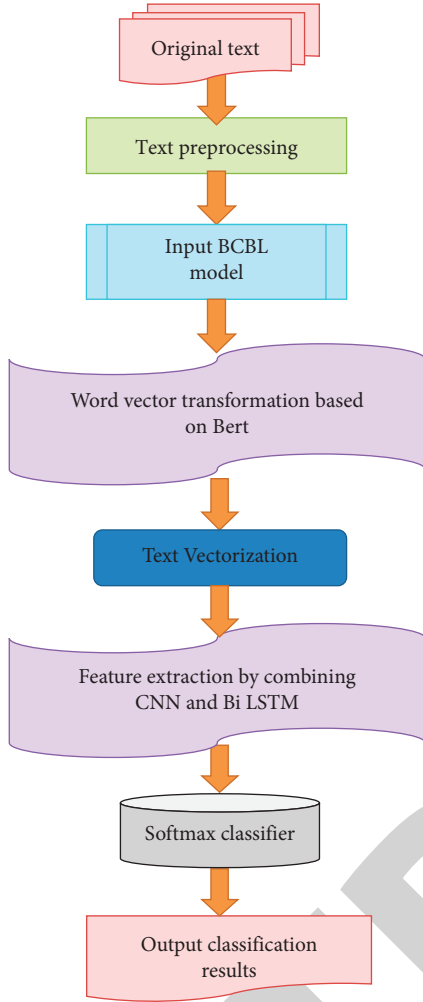 Original text
Text preprocessing
Input BCBL
model
Word vector transformation based
on Bert
Text Vectorization
Feature extraction by combining
CNN and Bi LSTM
Softmax classifier
Output classification
results